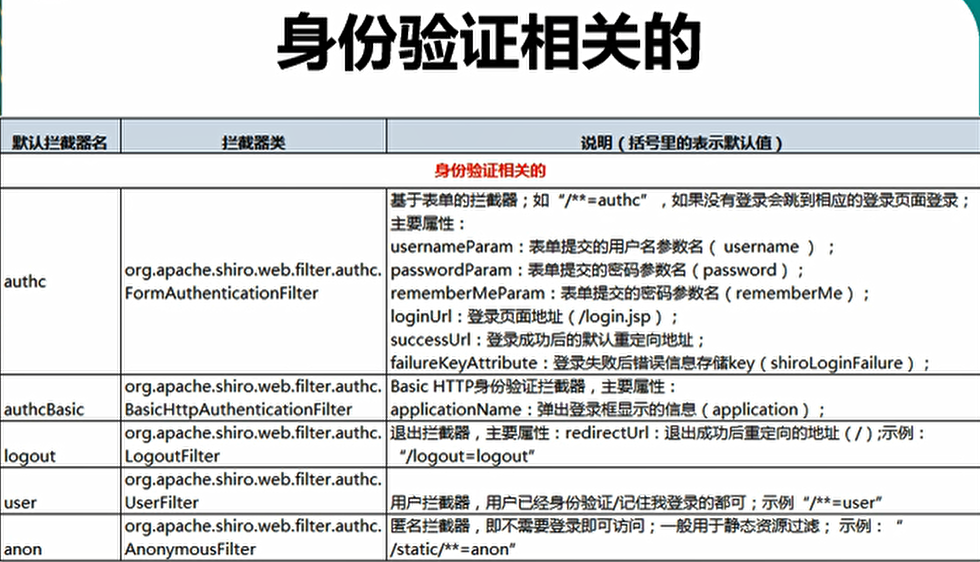 身份验证相关的
默认拦截器名 拦截器类 说明（括号里的表示默认值）
身份验证相关的
authc
org.apache.shiro.web.filter.authc.
FormAuthenticationFilter
基于表单的拦截器；如“/**=authc”，如果没有登录会跳到相应的登录页面登录；
主要属性：
usernameParam：表单提交的用户名参数名（ username ） ；
passwordParam：表单提交的密码参数名（password）；
rememberMeParam：表单提交的密码参数名（rememberMe）；
loginUrl：登录页面地址（/login.jsp）；
successUrl：登录成功后的默认重定向地址；
failureKeyAttribute：登录失败后错误信息存储key（shiroLoginFailure）；
authcBasic
org.apache.shiro.web.filter.authc.
BasicHttpAuthenticationFilter
Basic HTTP身份验证拦截器，主要属性：
applicationName：弹出登录框显示的信息（application）；
logout
org.apache.shiro.web.filter.authc.
LogoutFilter
退出拦截器，主要属性：redirectUrl：退出成功后重定向的地址（/）;示例：
“/logout=logout”
user
org.apache.shiro.web.filter.authc.
UserFilter
用户拦截器，用户已经身份验证/记住我登录的都可；示例“/**=user”
anon
org.apache.shiro.web.filter.authc.
AnonymousFilter
匿名拦截器，即不需要登录即可访问；一般用于静态资源过滤； 示例： “
/static/**=anon”